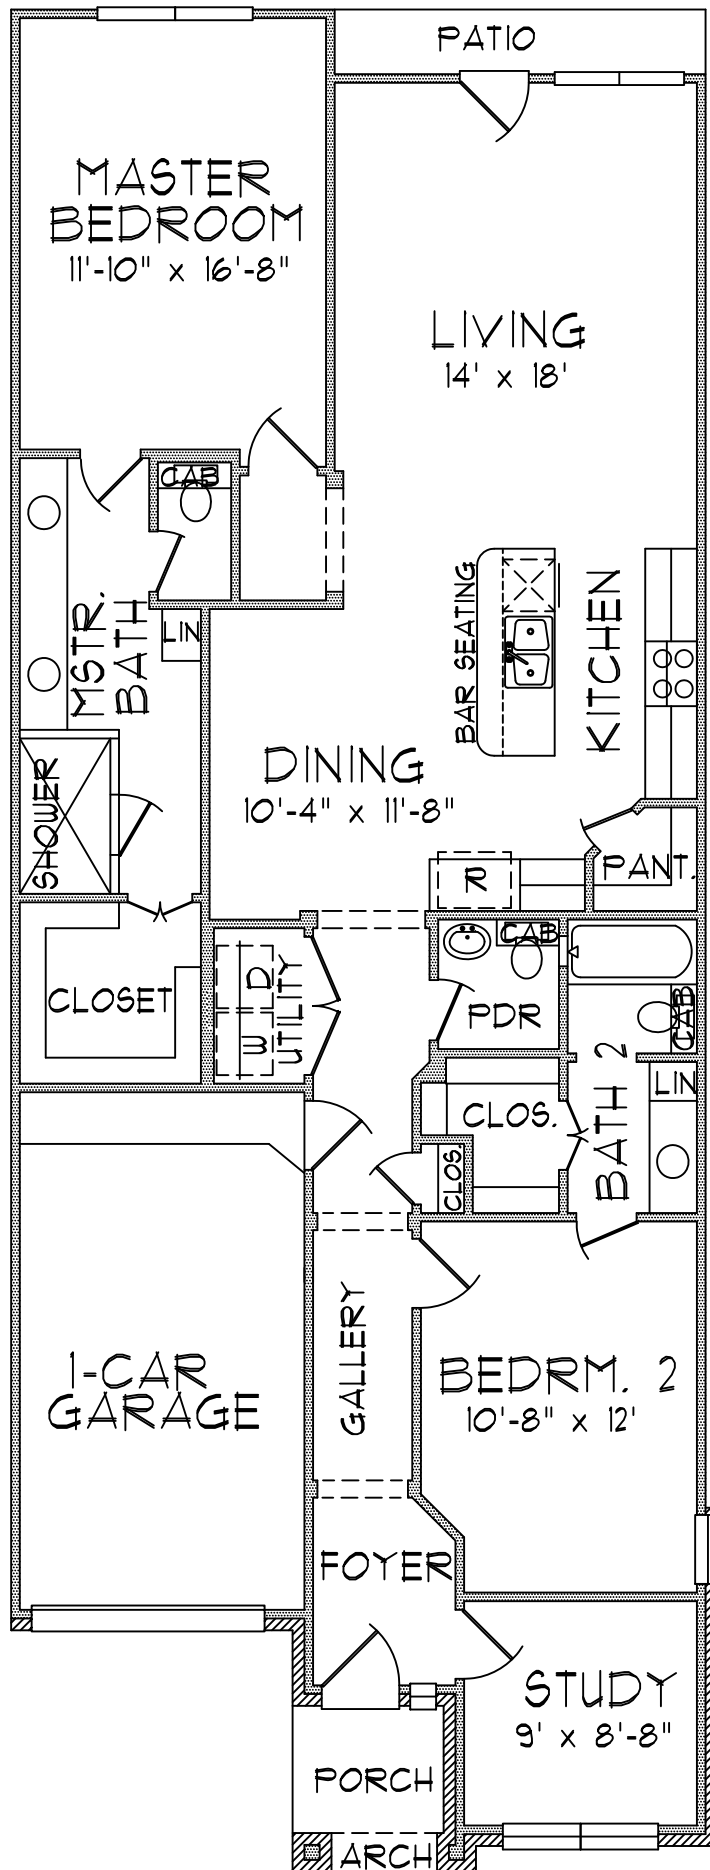 PATIO
MASTER
BEDROOM
11'-10" x 16'-8"
LIVING
14' x 18'
CAB
MSTR.
BATH
LIN
BAR SEATING
KITCHEN
DINING
10'-4" x 11'-8"
SHOWER
R
PANT.
CLOSET
D
W
UTILITY
CAB
PDR
CAB
BATH 2
LIN
CLOS.
CLOS.
GALLERY
1-CAR
GARAGE
BEDRM. 2
10'-8" x 12'
FOYER
STUDY
9' x 8'-8"
PORCH
ARCH